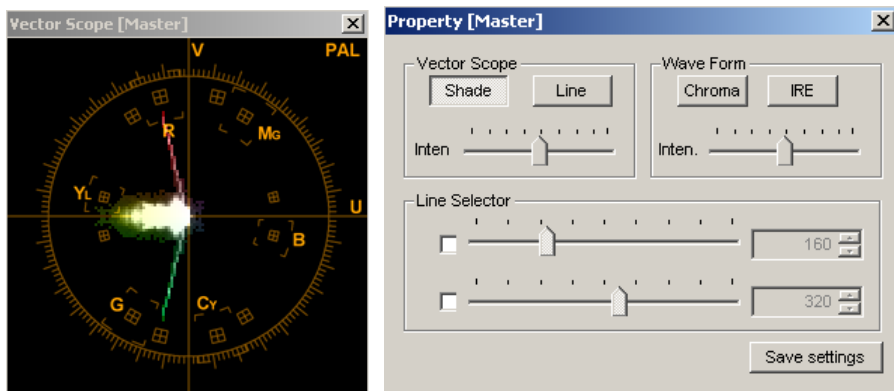 Vector Scope [Master]
V
PAL
R
MG
YL
U
B
G
CY
Property [Master]
Vector Scope
Shade
Line
Inten
Wave Form
Chroma
IRE
Inten.
Line Selector
160
320
Save settings